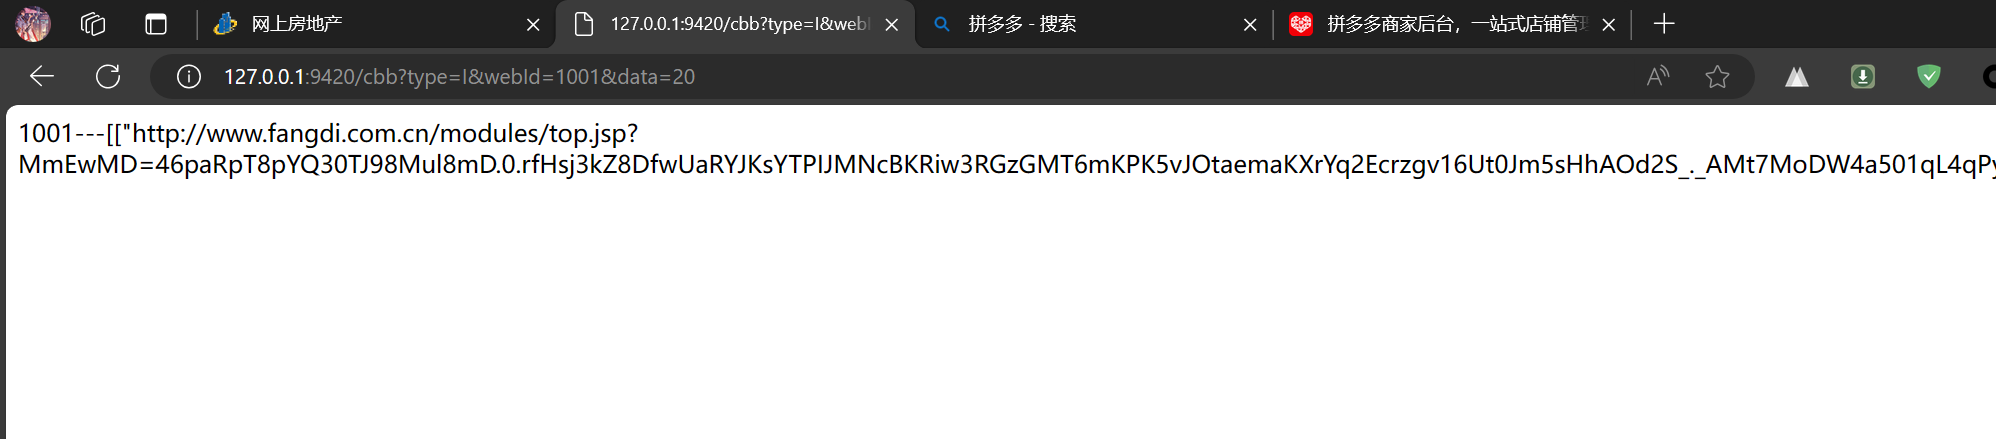 网上房地产
127.0.0.1:9420/cbb?type=I&webI
拼多多 - 搜索
拼多多商家后台，一站式店铺管理
127.0.0.1:9420/cbb?type=I&webId=1001&data=20
1001---[["http://www.fangdi.com.cn/modules/top.jsp?
MmEwMD=46paRpT8pYQ30TJ98Mul8mD.0.rfHsj3kZ8DfwUaRYJKsYTPIJMNcBKRiw3RGzGMT6mKPK5vJOtaemaKXrYq2Ecrzgv16Ut0Jm5sHhAOd2S_._AMt7MoDW4a501qL4qPy